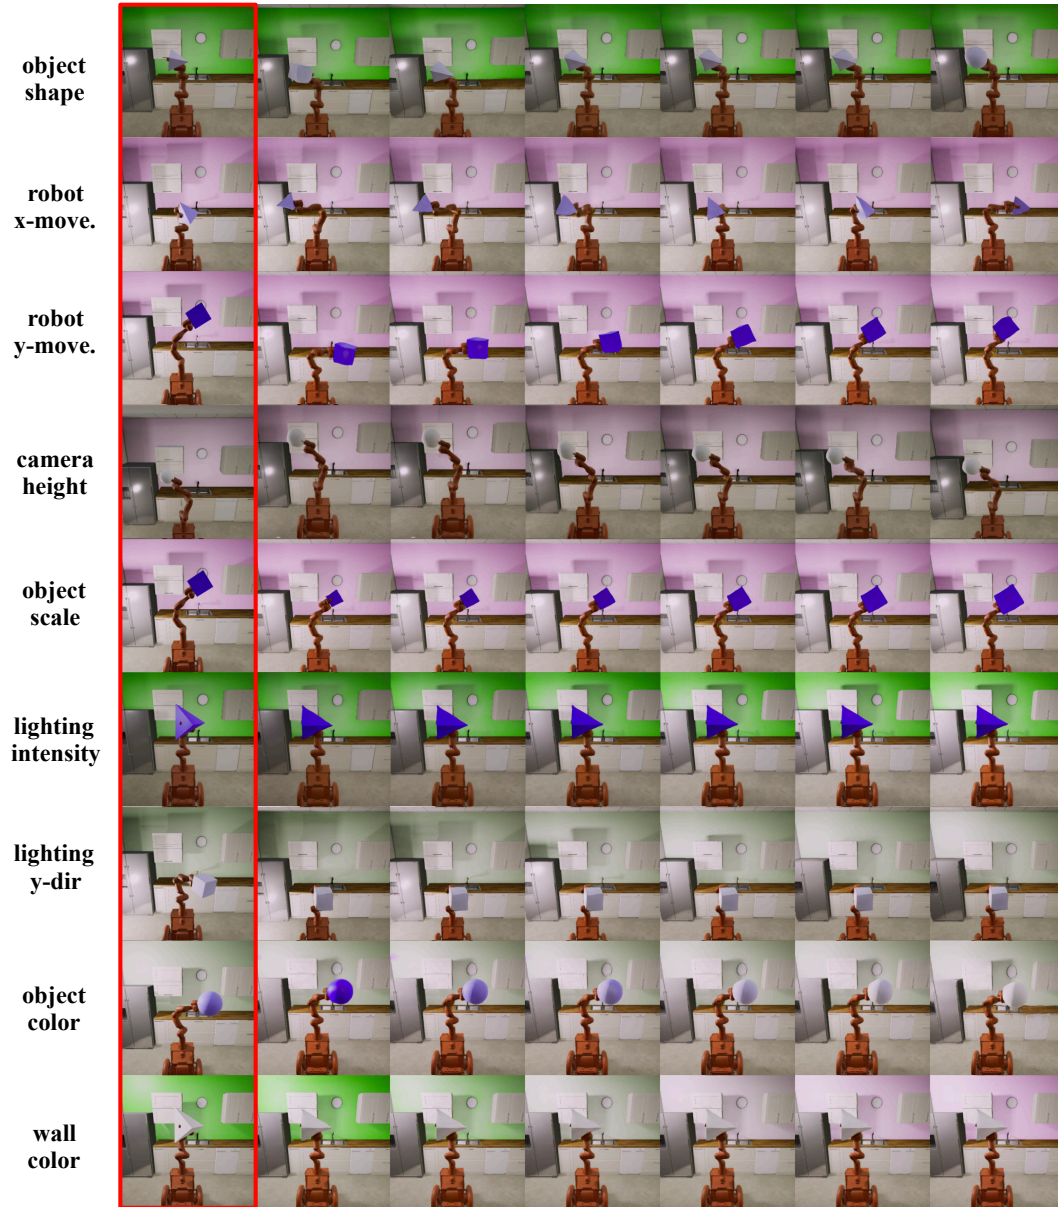 object
shape
robot
x-move.
robot
y-move.
camera
height
object
scale
lighting
intensity
lighting
y-dir
object
color
wall
color